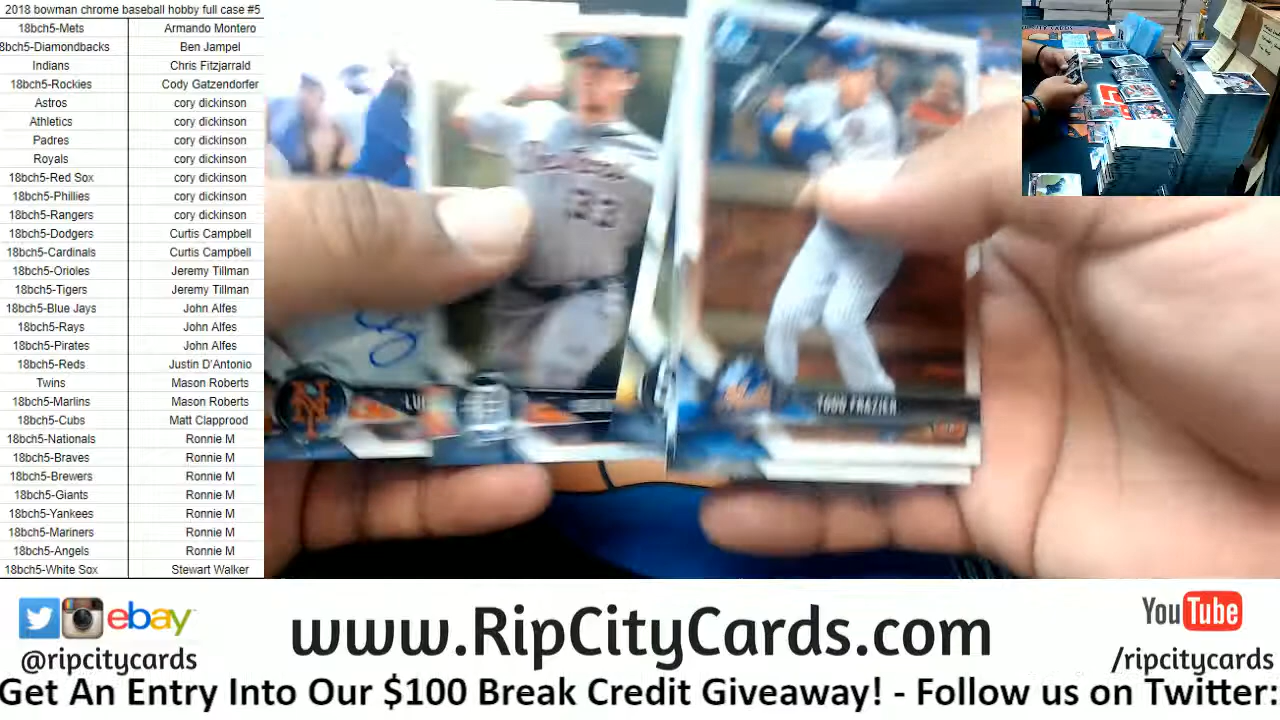 2018 bowman chrome baseball hobby full case #5
18bch5-Mets Armando Montero
8bch5-Diamondbacks Ben Jampel
Indians Chris Fitzjarrald
18bch5-Rockies Cody Gatzendorfer
Astros cory dickinson
Athletics cory dickinson
Padres cory dickinson
Royals cory dickinson
18bch5-Red Sox cory dickinson
18bch5-Phillies cory dickinson
18bch5-Rangers cory dickinson
18bch5-Dodgers Curtis Campbell
18bch5-Cardinals Curtis Campbell
18bch5-Orioles Jeremy Tillman
18bch5-Tigers Jeremy Tillman
18bch5-Blue Jays John Alfes
18bch5-Rays John Alfes
18bch5-Pirates John Alfes
18bch5-Reds Justin D'Antonio
Twins Mason Roberts
18bch5-Marlins Mason Roberts
18bch5-Cubs Matt Clapprood
18bch5-Nationals Ronnie M
18bch5-Braves Ronnie M
18bch5-Brewers Ronnie M
18bch5-Giants Ronnie M
18bch5-Yankees Ronnie M
18bch5-Mariners Ronnie M
18bch5-Angels Ronnie M
18bch5-White Sox Stewart Walker
TODD FRAZIER
ebay
@ripcitycards
www.RipCityCards.com
YouTube
/ripcitycards
Get An Entry Into Our $100 Break Credit Giveaway! - Follow us on Twitter: